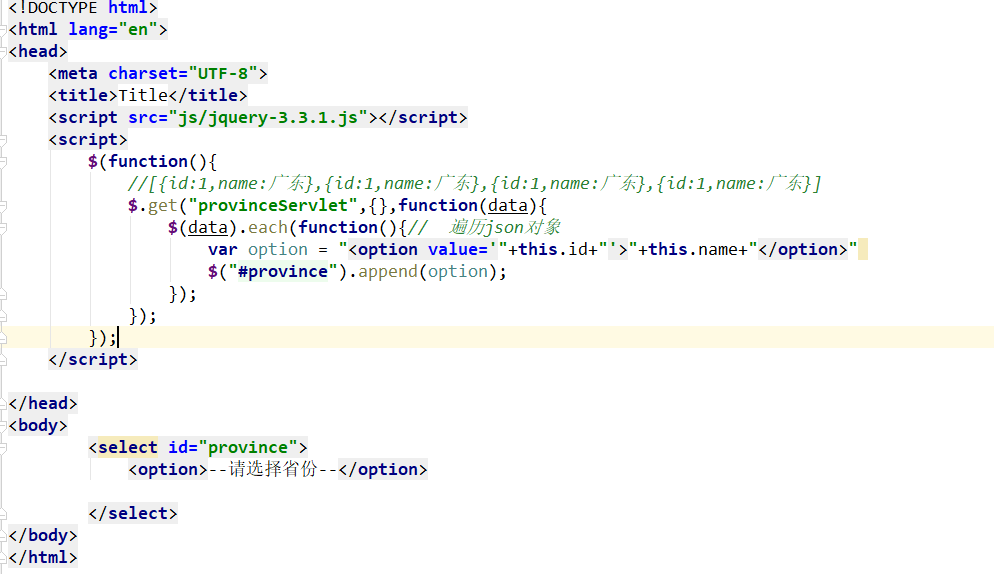 <!DOCTYPE html>
<html lang="en">
<head>
    <meta charset="UTF-8">
    <title>Title</title>
    <script src="js/jquery-3.3.1.js"></script>
    <script>
        $(function(){
            //[{id:1,name:广东},{id:1,name:广东},{id:1,name:广东},{id:1,name:广东}]
            $.get("provinceServlet",{},function(data){
                $(data).each(function(){//  遍历json对象
                    var option = "<option value='"+this.id+"'>"+this.name+"</option>"
                    $("#province").append(option);
                });
            });
        });
    </script>
</head>
<body>
        <select id="province">
            <option>--请选择省份--</option>
        </select>
</body>
</html>